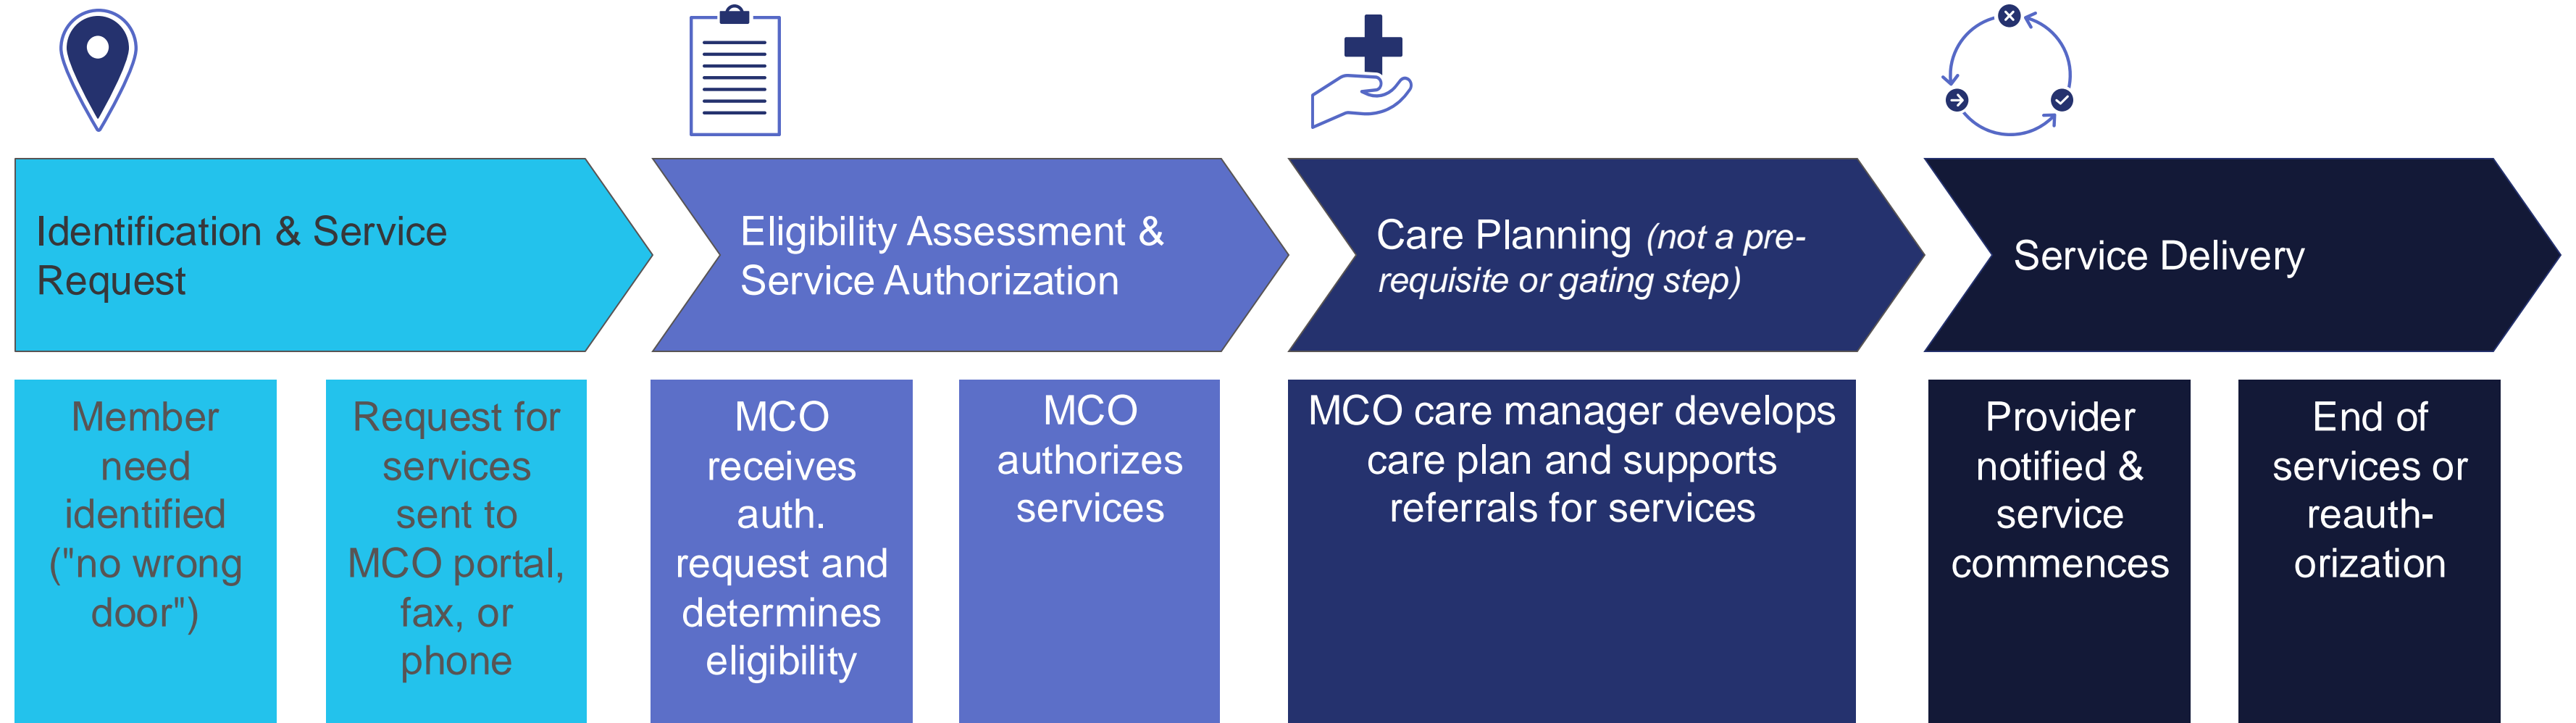 Identification & Service
Request
Eligibility Assessment &
Service Authorization
Care Planning (not a pre-
requisite or gating step)
Service Delivery
Member
need
identified
("no wrong
door")
Request for
services
sent to
MCO portal,
fax, or
phone
MCO
receives
auth.
request and
determines
eligibility
MCO
authorizes
services
MCO care manager develops
care plan and supports
referrals for services
Provider
notified &
service
commences
End of
services or
reauth-
orization